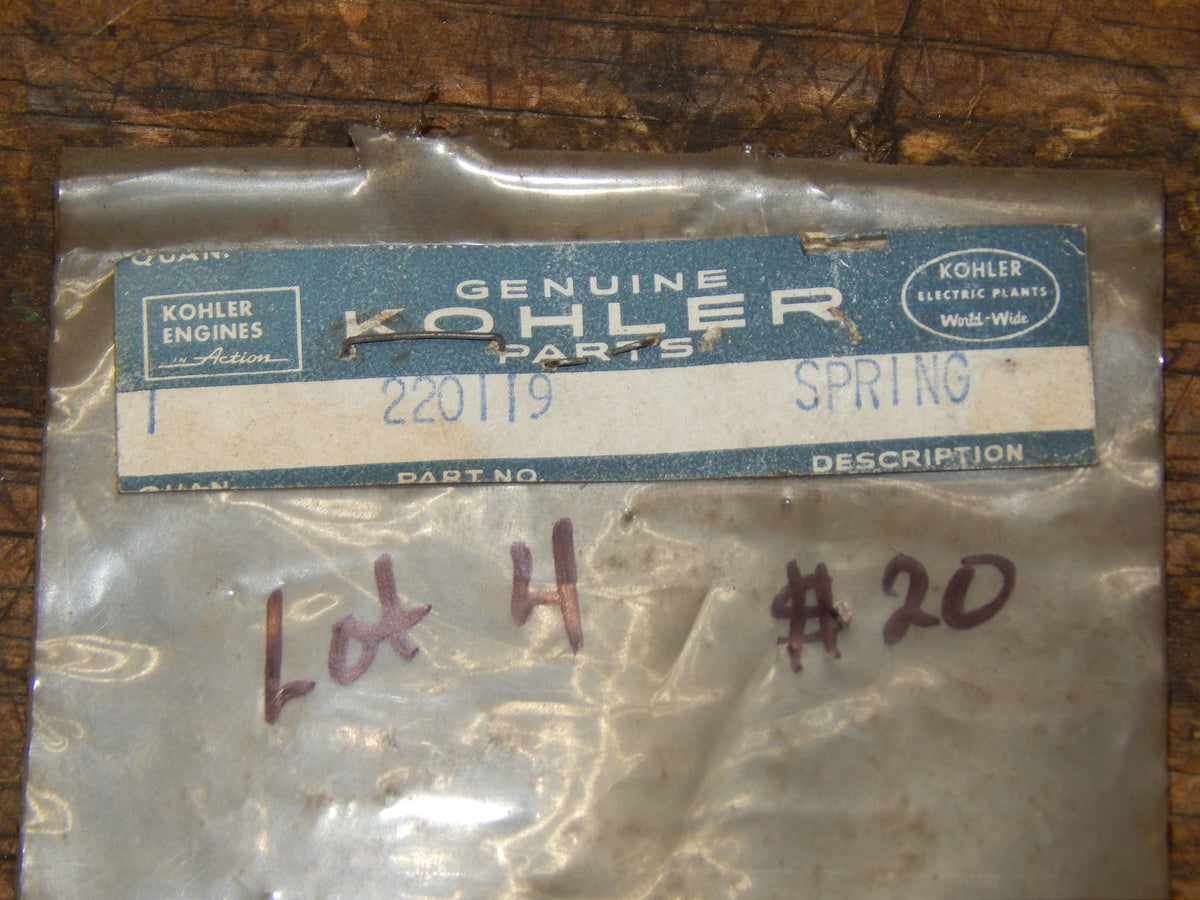 QUAN.
KOHLER
ENGINES
IN Action
GENUINE
KOHLER
PARTS
KOHLER
ELECTRIC PLANTS
World-Wide
1 220119 SPRING
QUAN. PART NO. DESCRIPTION
Lot 4 #20